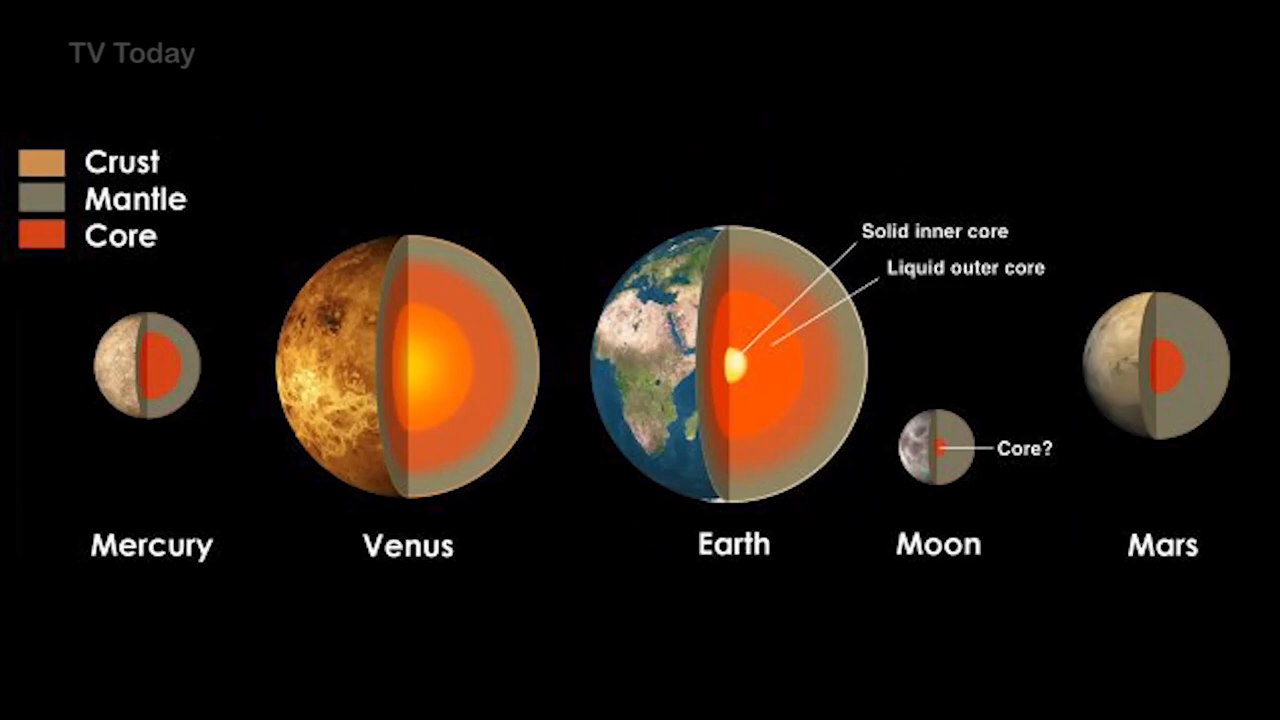 TV Today
Crust
Mantle
Core
Solid inner core
Liquid outer core
Core?
Mercury
Venus
Earth
Moon
Mars